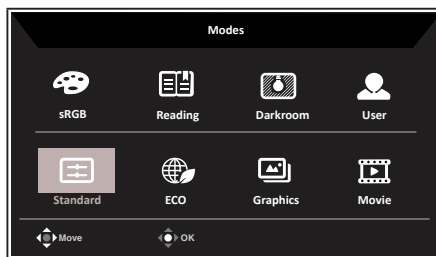 Modes
sRGB Reading Darkroom User
Standard ECO Graphics Movie
Move OK